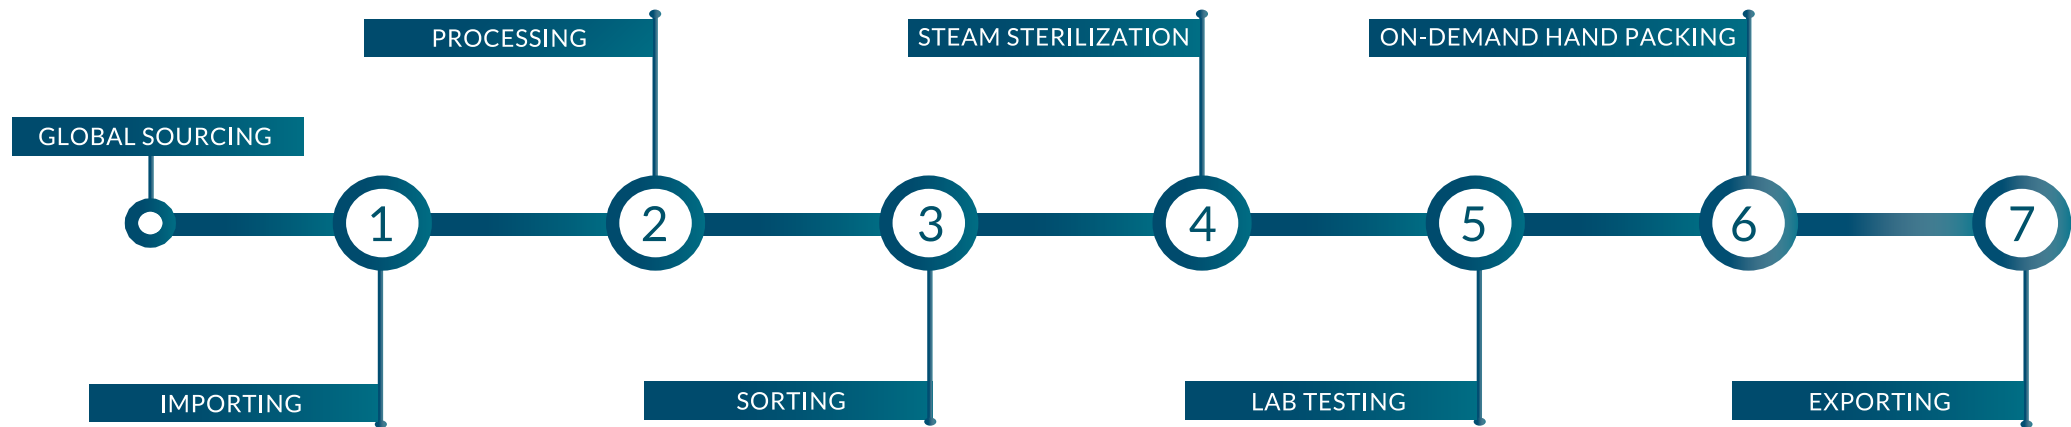 GLOBAL SOURCING
1
IMPORTING
2
PROCESSING
3
SORTING
4
STEAM STERILIZATION
5
LAB TESTING
6
ON-DEMAND HAND PACKING
7
EXPORTING